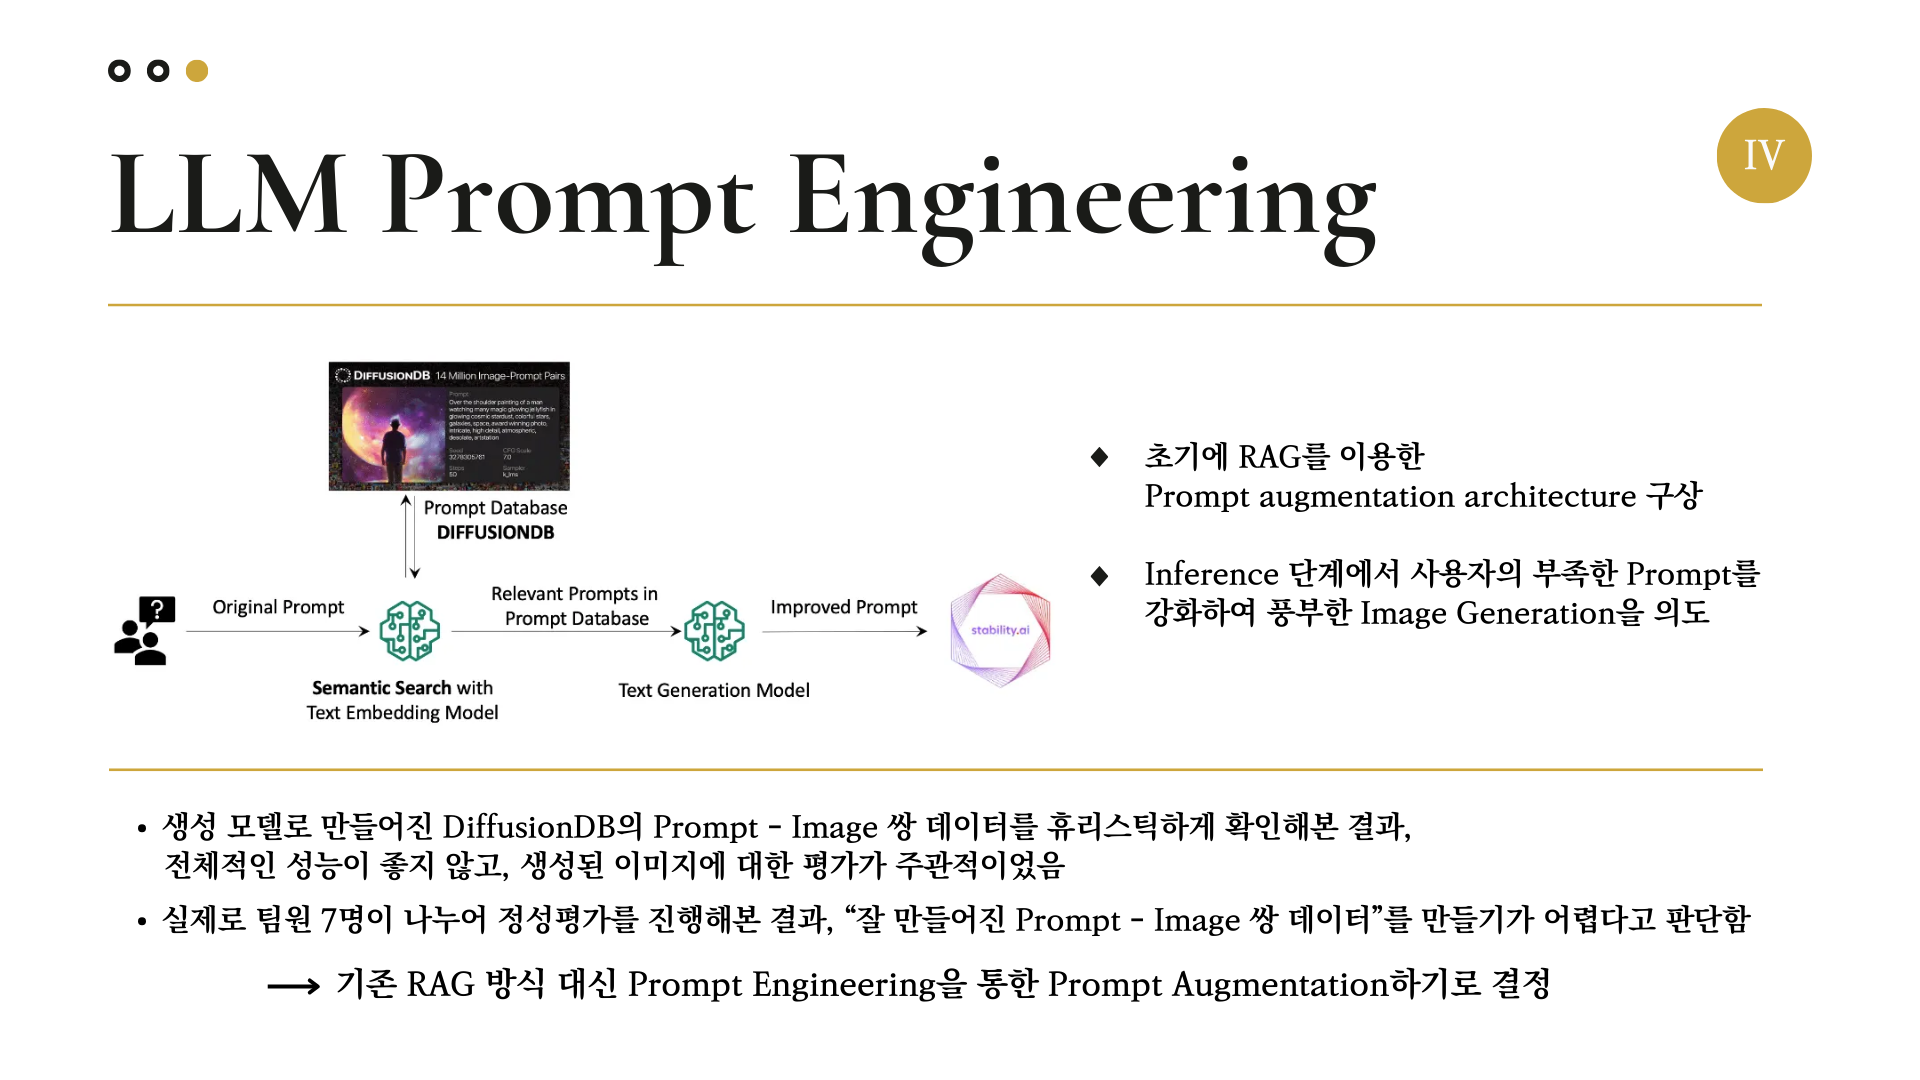 IV
LLM Prompt Engineering
DIFFUSIONDB 14 Million Image-Prompt Pairs
Prompt
Over the shoulder painting of a man
watching many magic glowing jellyfish in
glowing cosmic stardust, colorful stars,
galaxies, space, award winning photo,
intricate, high detail, atmospheric,
desolate, artstation
Seed
CFG Scale
3278305761
7.0
Steps
Sampler
50
k_lms
Prompt Database
DIFFUSIONDB
Original Prompt
Relevant Prompts in
Prompt Database
Improved Prompt
stability.ai
Semantic Search with
Text Embedding Model
Text Generation Model
초기에 RAG를 이용한
Prompt augmentation architecture 구상
Inference 단계에서 사용자의 부족한 Prompt를
강화하여 풍부한 Image Generation을 의도
• 생성 모델로 만들어진 DiffusionDB의 Prompt - Image 쌍 데이터를 휴리스틱하게 확인해본 결과,
전체적인 성능이 좋지 않고, 생성된 이미지에 대한 평가가 주관적이었음
• 실제로 팀원 7명이 나누어 정성평가를 진행해본 결과, “잘 만들어진 Prompt - Image 쌍 데이터”를 만들기가 어렵다고 판단함
→ 기존 RAG 방식 대신 Prompt Engineering을 통한 Prompt Augmentation하기로 결정